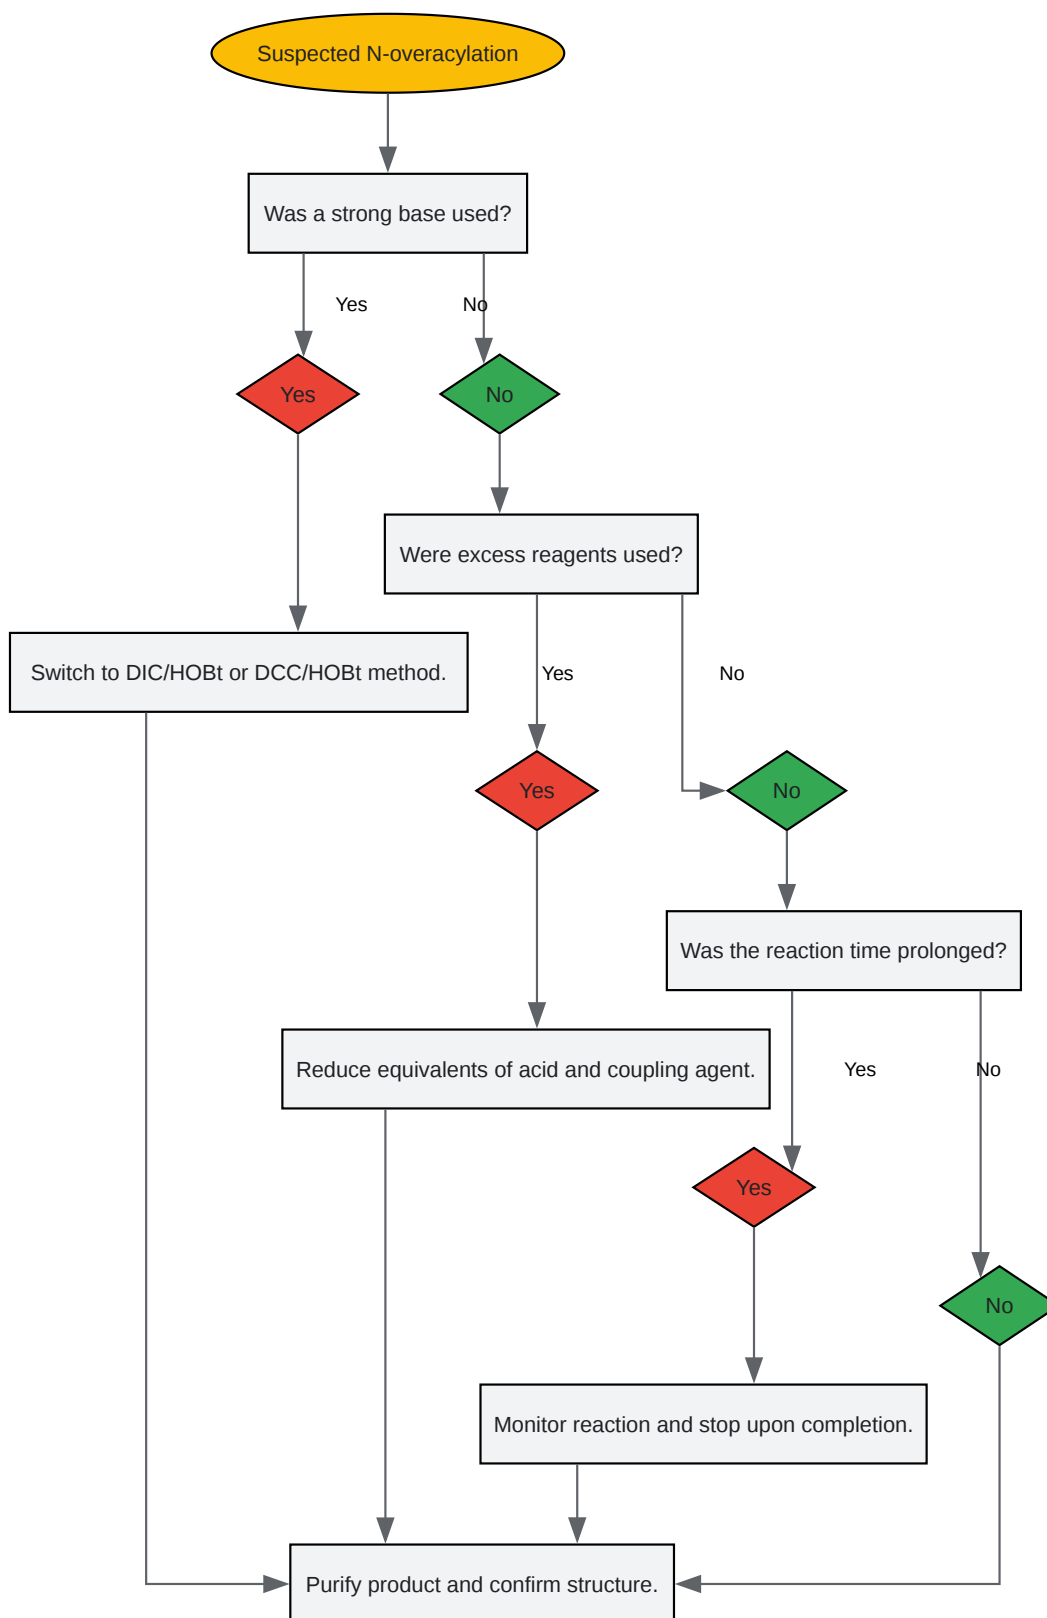 Suspected N-overacylation
Was a strong base used?
Yes
No
Yes
No
Were excess reagents used?
Switch to DIC/HOBt or DCC/HOBt method.
Yes
No
Yes
No
Was the reaction time prolonged?
Reduce equivalents of acid and coupling agent.
Yes
No
Yes
No
Monitor reaction and stop upon completion.
Purify product and confirm structure.